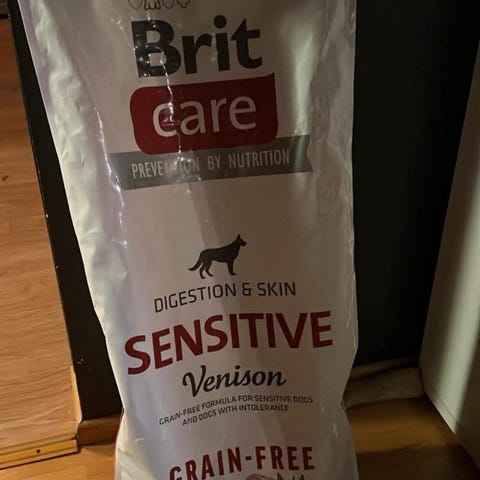 Brit
care
PREVENTION BY NUTRITION
DIGESTION & SKIN
SENSITIVE
Venison
GRAIN-FREE FORMULA FOR SENSITIVE DOGS
AND DOGS WITH INTOLERANCE
GRAIN-FREE